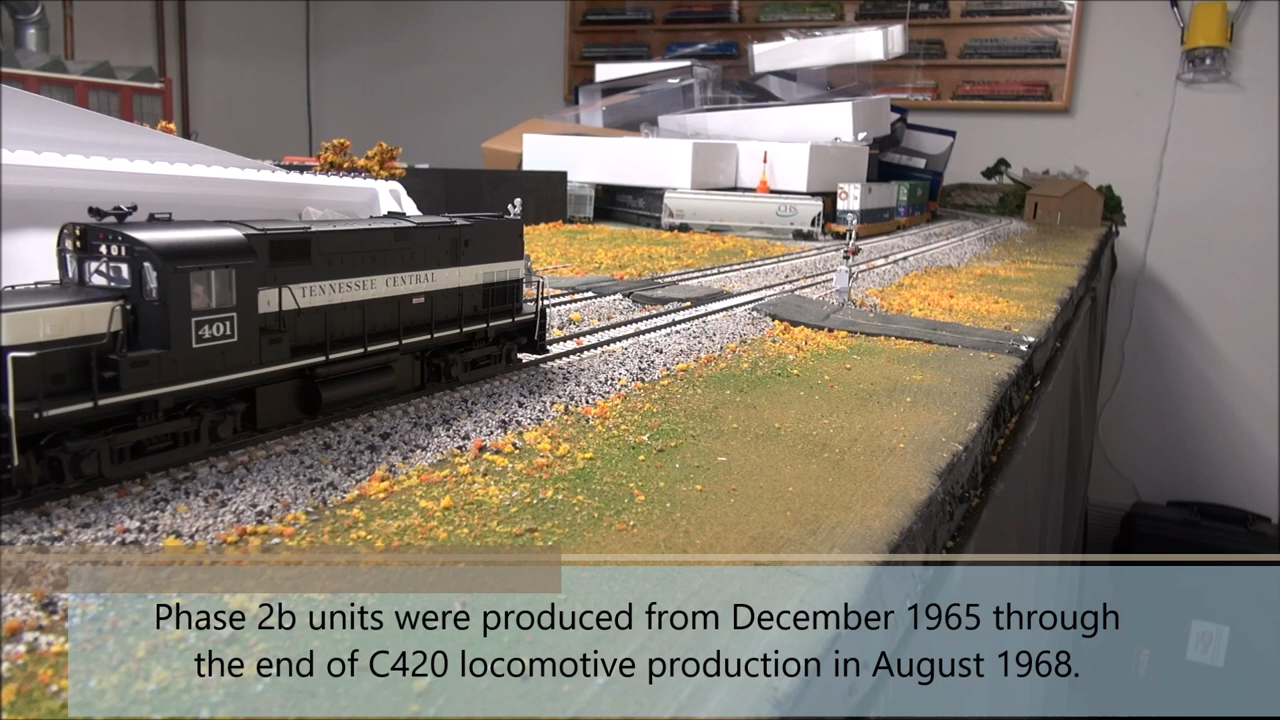 401
TENNESSEE CENTRAL
401
CHS
Phase 2b units were produced from December 1965 through
the end of C420 locomotive production in August 1968.